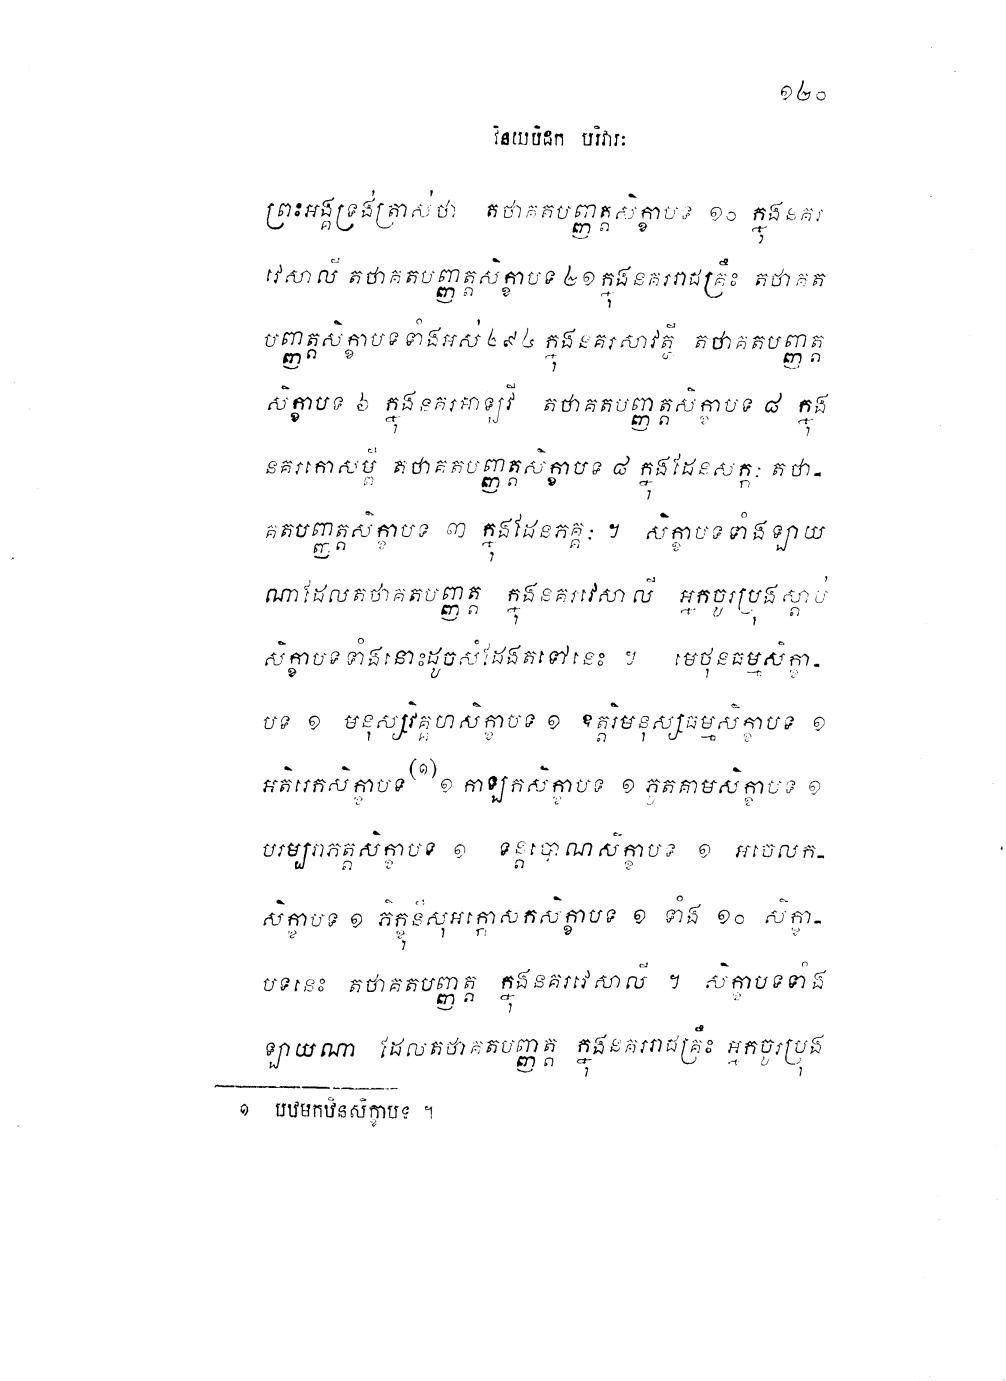 ១៤០
វិនយបិដក បរិវារៈ
ព្រះអង្គទ្រង់ត្រាស់ថា តថាគតបញ្ញត្តសិក្ខាបទ ១០ ក្នុងនគរ
វេសាលី តថាគតបញ្ញត្តសិក្ខាបទ ២១ ក្នុងនគររាជគ្រឹះ តថាគត
បញ្ញត្តសិក្ខាបទទាំងអស់ ២៩៤ ក្នុងនគរសាវត្ថី តថាគតបញ្ញត្ត
សិក្ខាបទ ៦ ក្នុងនគរអាឡវី តថាគតបញ្ញត្តសិក្ខាបទ ៨ ក្នុង
នគរកោសម្ពី តថាគតបញ្ញត្តសិក្ខាបទ ៨ ក្នុងដែនសក្កៈ តថា-
គតបញ្ញត្តសិក្ខាបទ ៣ ក្នុងដែនភគ្គៈ ។ សិក្ខាបទទាំងឡាយ
ណាដែលតថាគតបញ្ញត្ត ក្នុងនគរវេសាលី អ្នកចូរប្រុងស្តាប់
សិក្ខាបទទាំងនោះដូចសំដែងតទៅនេះ ។ មេថុនធម្មសិក្ខា-
បទ ១ មនុស្សវិគ្គហសិក្ខាបទ ១ ឧត្តរិមនុស្សធម្មសិក្ខាបទ ១
អតិរេកសិក្ខាបទ(១) ១ កាឡកសិក្ខាបទ ១ ភូតគាមសិក្ខាបទ ១
បរម្បរាភត្តសិក្ខាបទ ១ ទន្តប្បោណសិក្ខាបទ ១ អចេលក-
សិក្ខាបទ ១ ភិក្ខុនីសុអក្កោសកសិក្ខាបទ ១ ទាំង ១០ សិក្ខា-
បទនេះ តថាគតបញ្ញត្ត ក្នុងនគរវេសាលី ។ សិក្ខាបទទាំង
ឡាយណា ដែលតថាគតបញ្ញត្ត ក្នុងនគររាជគ្រឹះ អ្នកចូរប្រុង
១ បឋមកឋិនសិក្ខាបទ ។